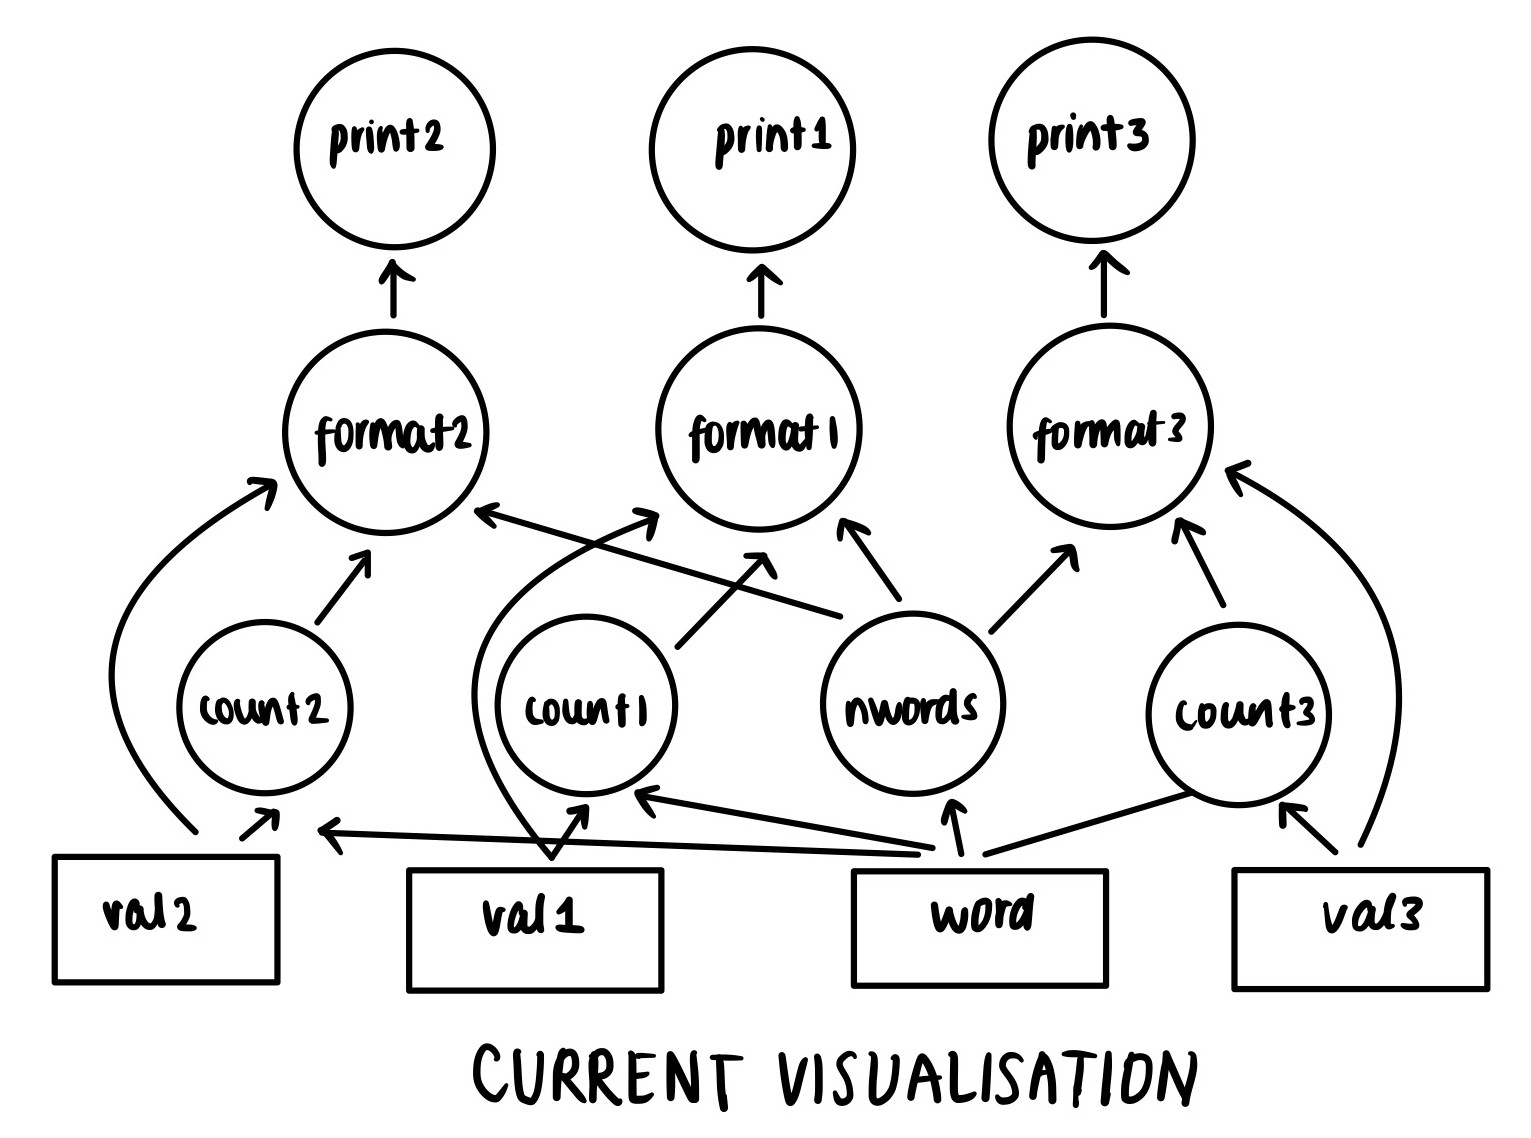 print2
print1
print3
format2
format1
format3
count2
count1
nwords
count3
val2
val1
word
val3
CURRENT VISUALISATION